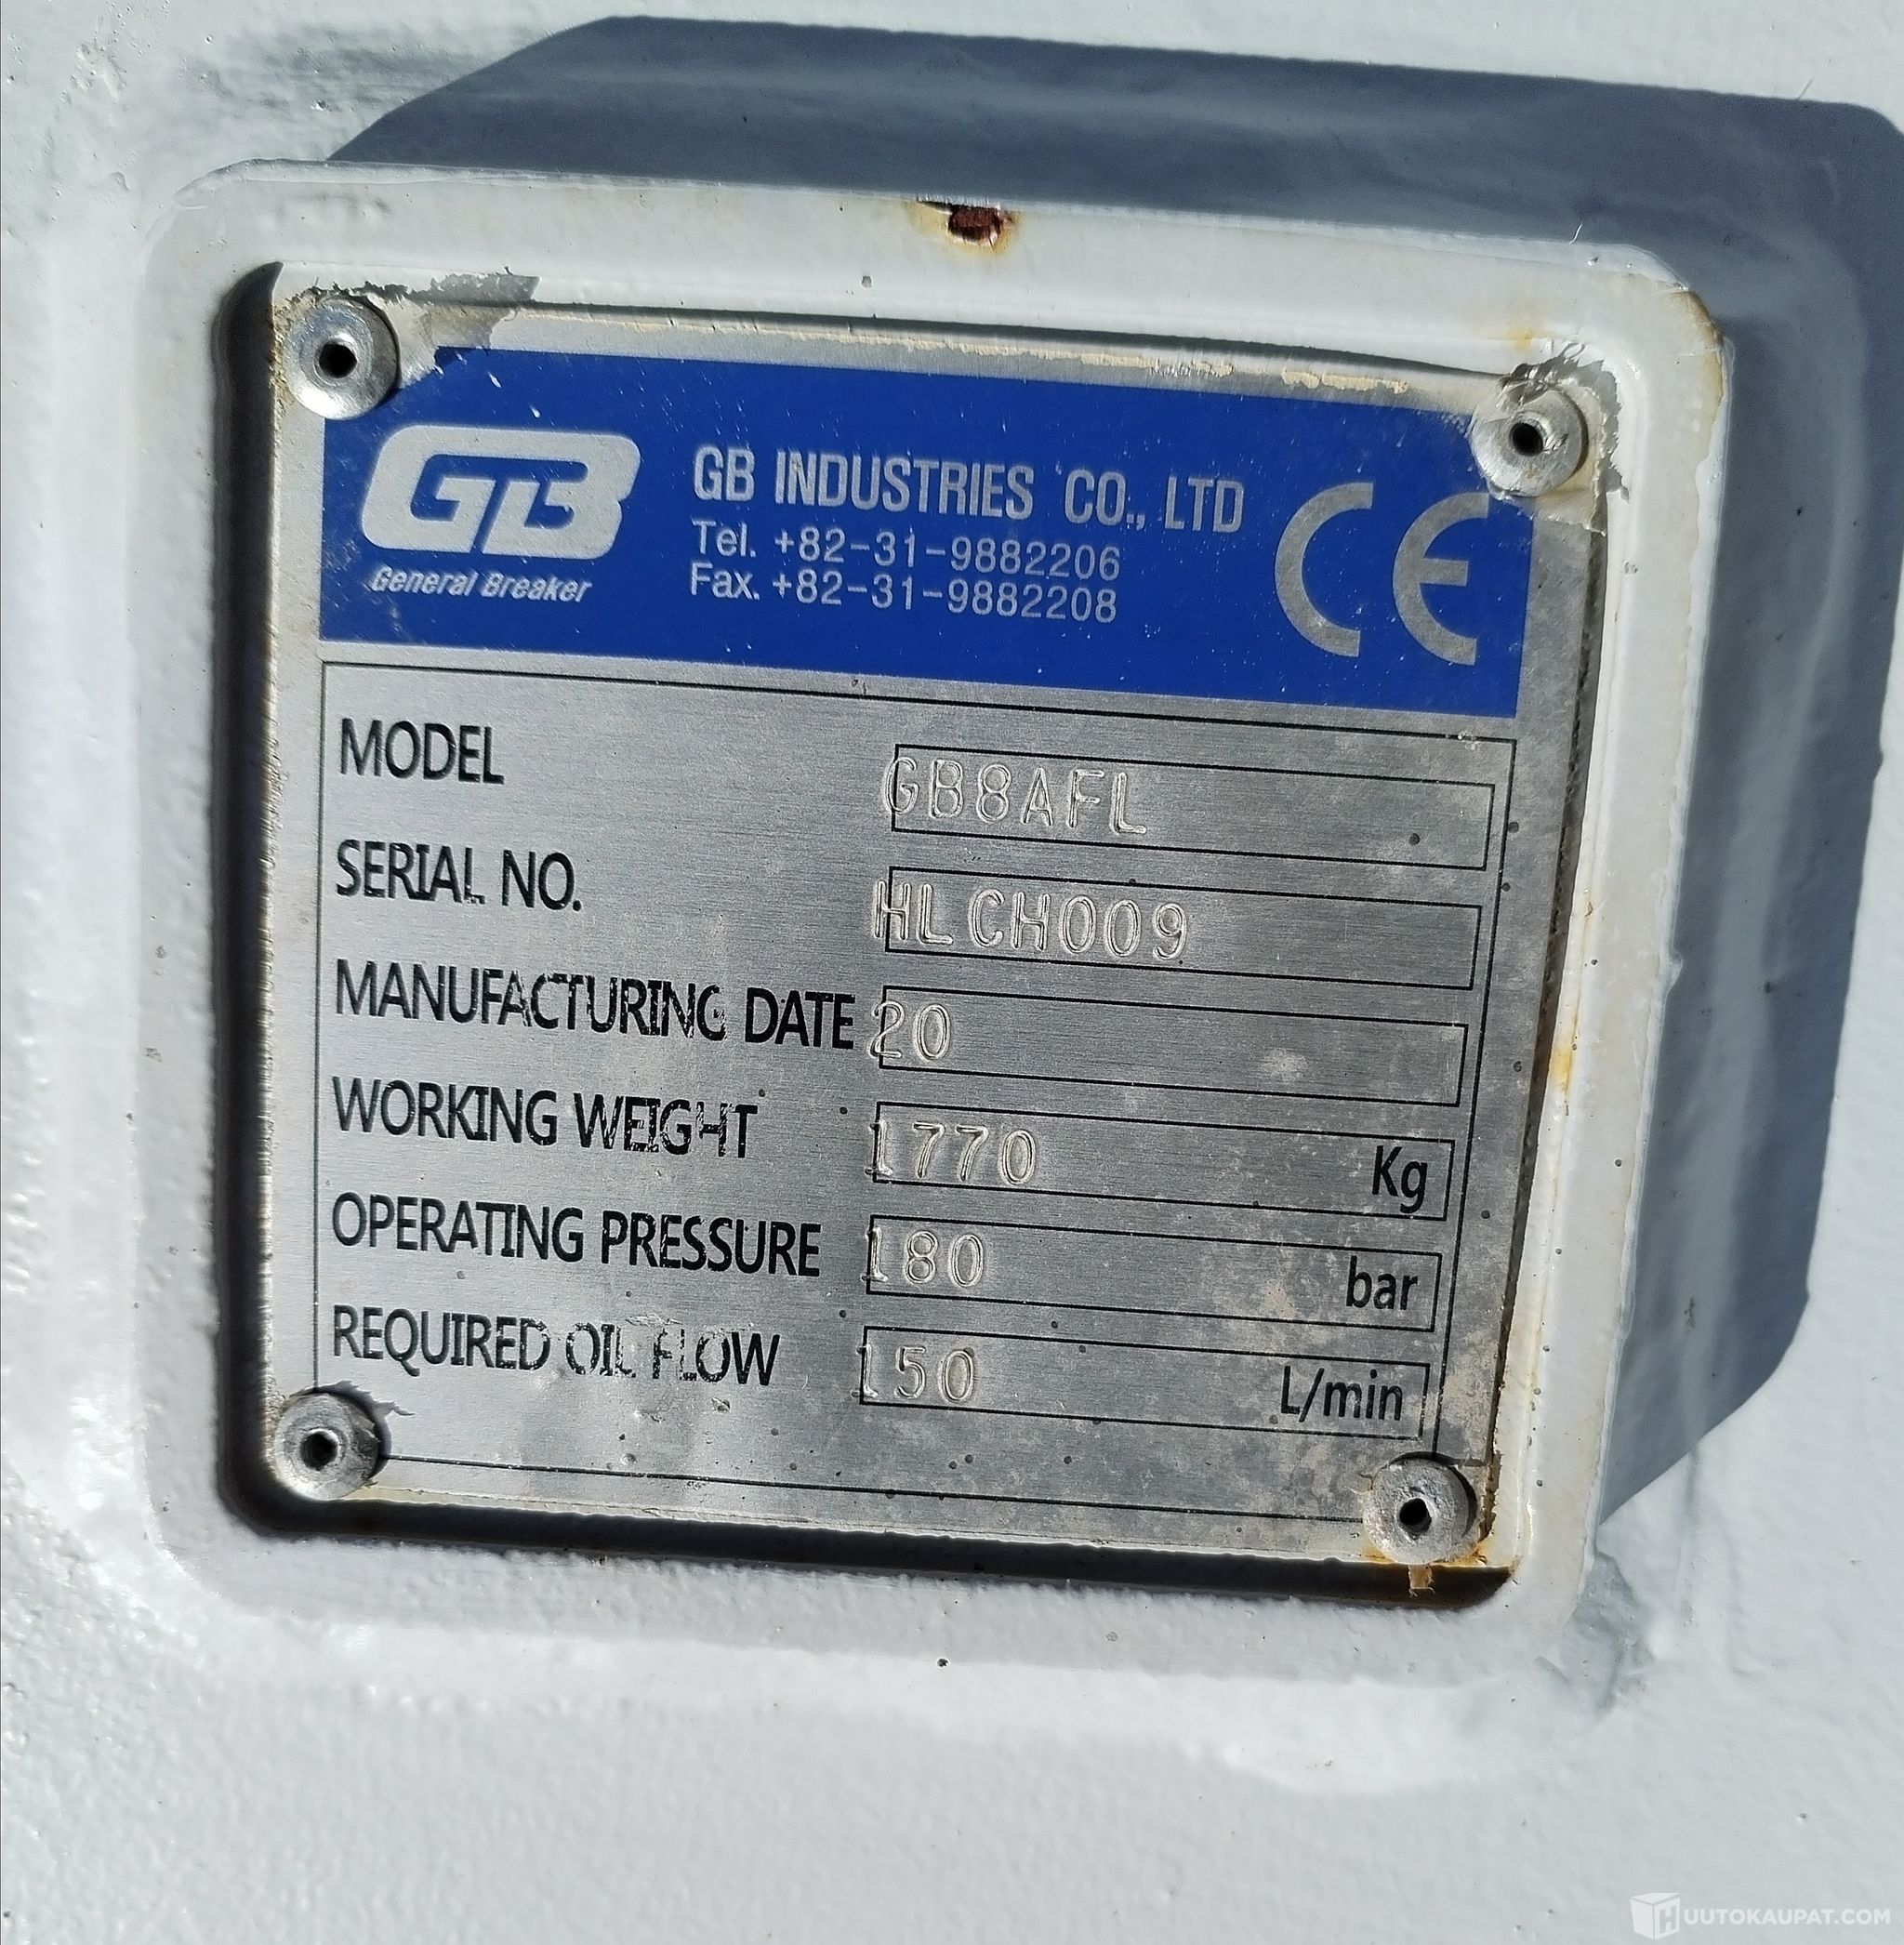 GB
General Breaker
GB INDUSTRIES CO., LTD
Tel. +82-31-9882206
Fax. +82-31-9882208
CE
MODEL GB8AFL
SERIAL NO. HLCH009
MANUFACTURING DATE 20
WORKING WEIGHT 1770 Kg
OPERATING PRESSURE 180 bar
REQUIRED OIL FLOW 150 L/min
HUUTOKAUPAT.COM